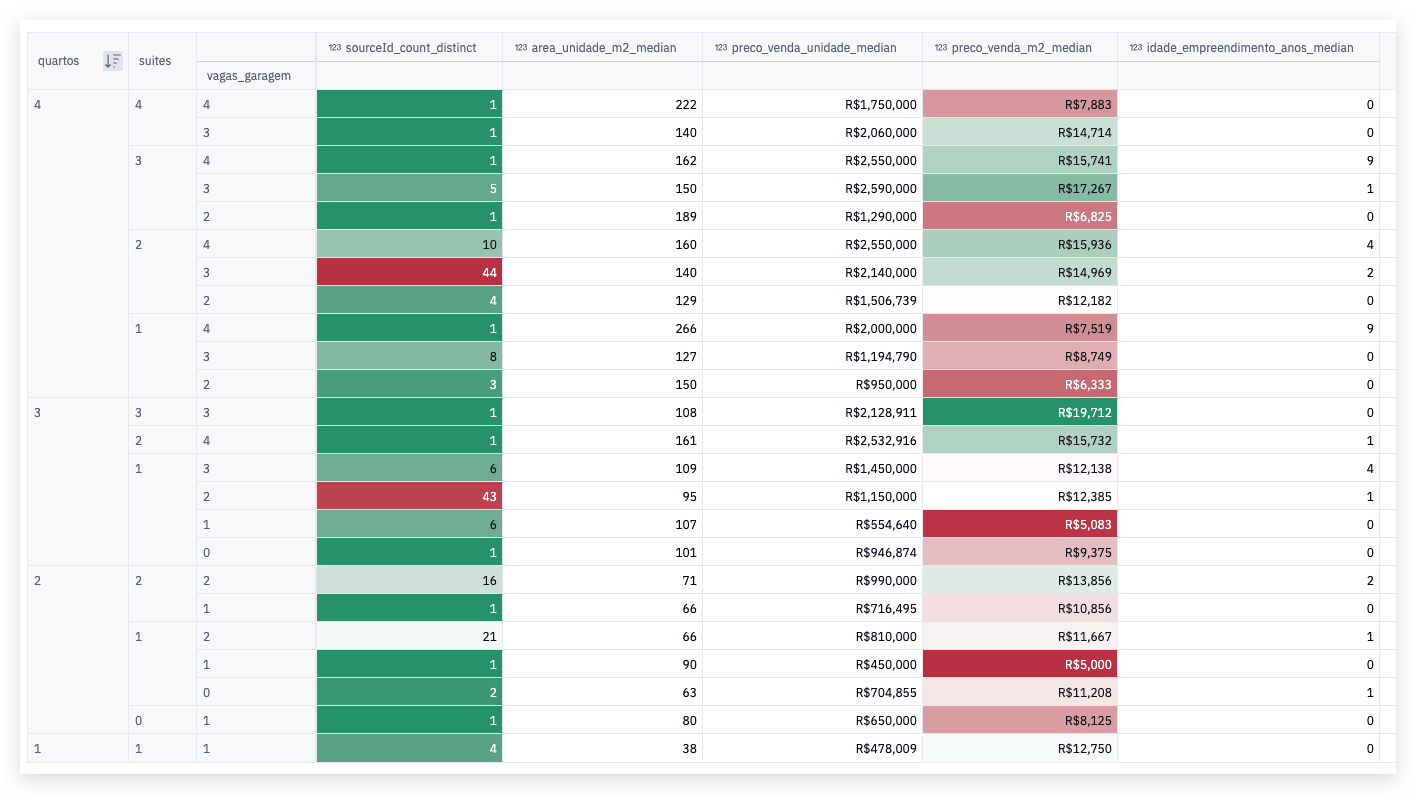 quartos suites 123 sourceId_count_distinct 123 area_unidade_m2_median 123 preco_venda_unidade_median 123 preco_venda_m2_median 123 idade_empreendimento_anos_median
vagas_garagem
4 4 4 1 222 R$1,750,000 R$7,883 0
3 1 140 R$2,060,000 R$14,714 0
3 4 1 162 R$2,550,000 R$15,741 9
3 5 150 R$2,590,000 R$17,267 1
2 1 189 R$1,290,000 R$6,825 0
2 4 10 160 R$2,550,000 R$15,936 4
3 44 140 R$2,140,000 R$14,969 2
2 4 129 R$1,506,739 R$12,182 0
1 4 1 266 R$2,000,000 R$7,519 9
3 8 127 R$1,194,790 R$8,749 0
2 3 150 R$950,000 R$6,333 0
3 3 3 1 108 R$2,128,911 R$19,712 0
2 4 1 161 R$2,532,916 R$15,732 1
1 3 6 109 R$1,450,000 R$12,138 4
2 43 95 R$1,150,000 R$12,385 1
1 6 107 R$554,640 R$5,083 0
0 1 101 R$946,874 R$9,375 0
2 2 2 16 71 R$990,000 R$13,856 2
1 1 66 R$716,495 R$10,856 0
1 2 21 66 R$810,000 R$11,667 1
1 1 90 R$450,000 R$5,000 0
0 2 63 R$704,855 R$11,208 1
0 1 1 80 R$650,000 R$8,125 0
1 1 1 4 38 R$478,009 R$12,750 0